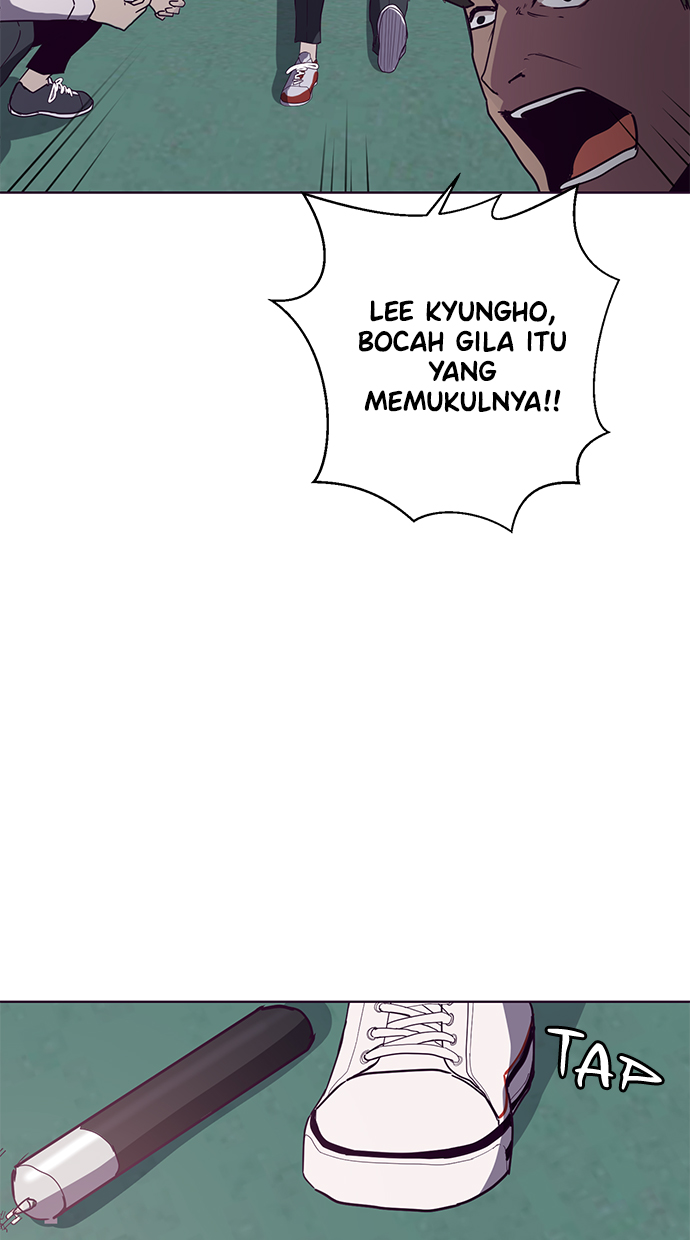 LEE KYUNGHO,
BOCAH GILA ITU
YANG
MEMUKULNYA!!
TAP